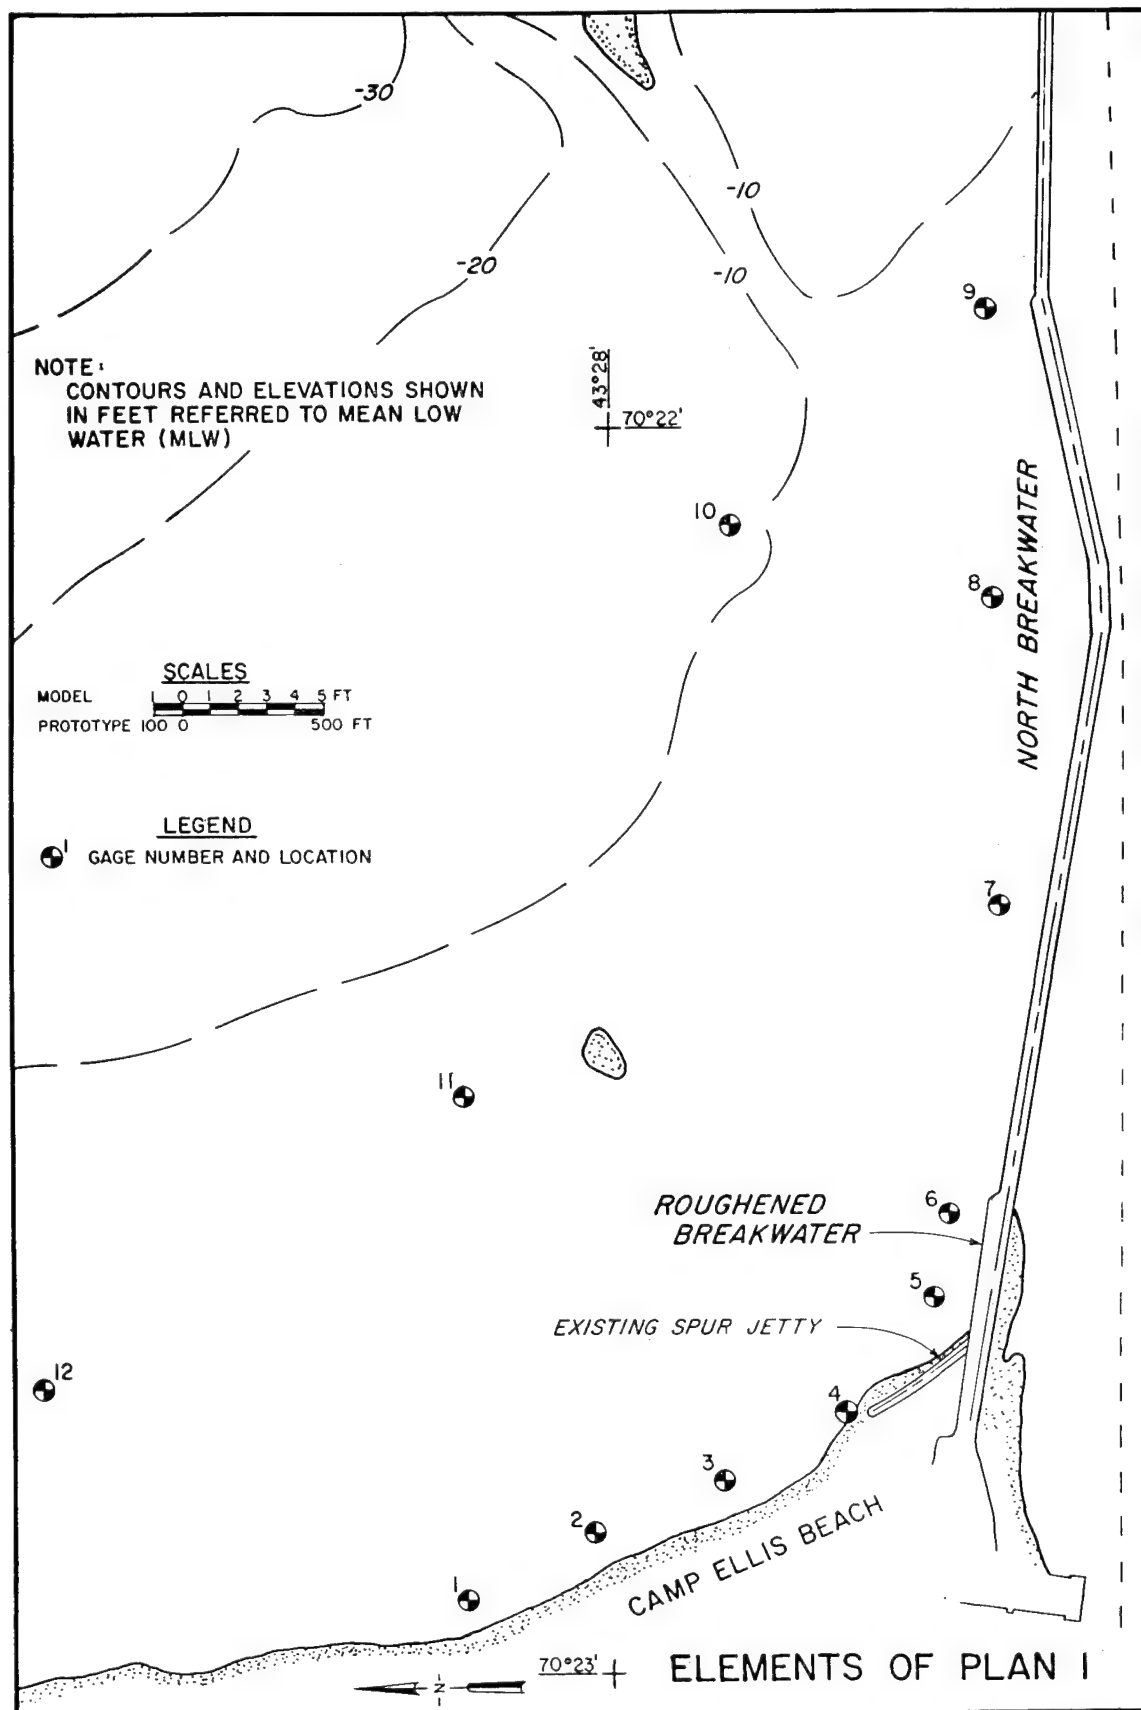 -30
-10
-20
-10
9
NOTE:
CONTOURS AND ELEVATIONS SHOWN
IN FEET REFERRED TO MEAN LOW
WATER (MLW)
43°28'
70°22'
10
8
NORTH BREAKWATER
SCALES
MODEL 1 0 1 2 3 4 5 FT
PROTOTYPE 100 0 500 FT
LEGEND
1 GAGE NUMBER AND LOCATION
7
11
6
ROUGHENED
BREAKWATER
5
EXISTING SPUR JETTY
12
4
3
2
CAMP ELLIS BEACH
1
70°23'
N
ELEMENTS OF PLAN 1